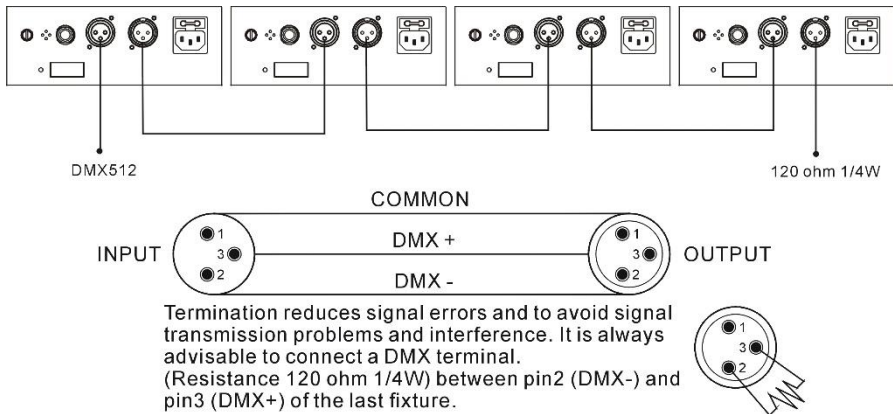 DMX512
120 ohm 1/4W
COMMON
INPUT
DMX +
OUTPUT
DMX -
1
3
2
1
3
2
Termination reduces signal errors and to avoid signal
transmission problems and interference. It is always
advisable to connect a DMX terminal.
(Resistance 120 ohm 1/4W) between pin2 (DMX-) and
pin3 (DMX+) of the last fixture.
1
3
2